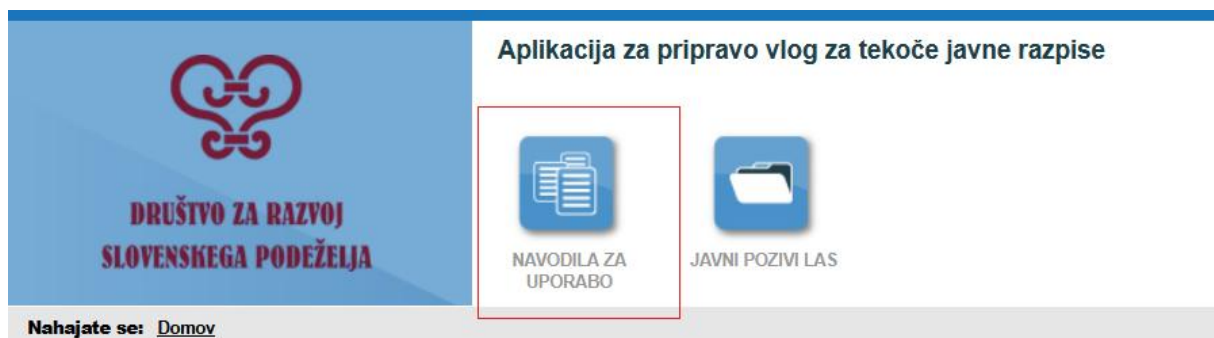 Aplikacija za pripravo vlog za tekoče javne razpise
DRUŠTVO ZA RAZVOJ
SLOVENSKEGA PODEŽELJA
NAVODILA ZA
UPORABO
JAVNI POZIVI LAS
Nahajate se: Domov